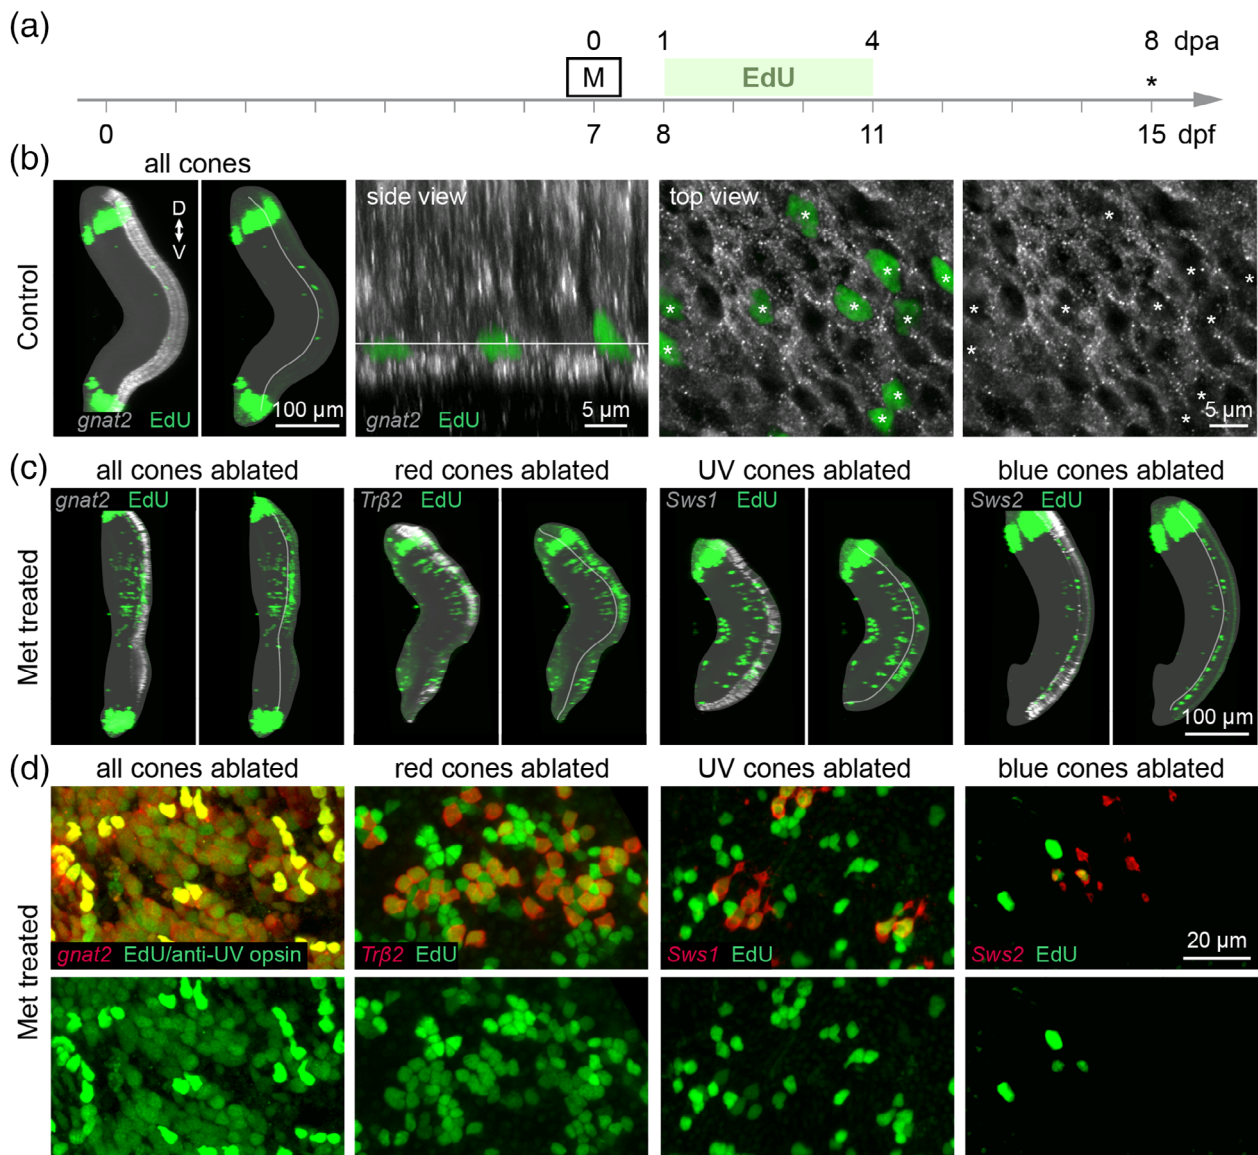 (a)
0 1 4 8 dpa
M EdU *
0 7 8 11 15 dpf
(b)
all cones
Control
D
V
gnat2 EdU
100 µm
side view
gnat2 EdU
5 µm
top view
5 µm
(c)
all cones ablated red cones ablated UV cones ablated blue cones ablated
Met treated
gnat2 EdU
Trβ2 EdU
Sws1 EdU
Sws2 EdU
100 µm
(d)
all cones ablated red cones ablated UV cones ablated blue cones ablated
Met treated
gnat2 EdU/anti-UV opsin
Trβ2 EdU
Sws1 EdU
Sws2 EdU
20 µm